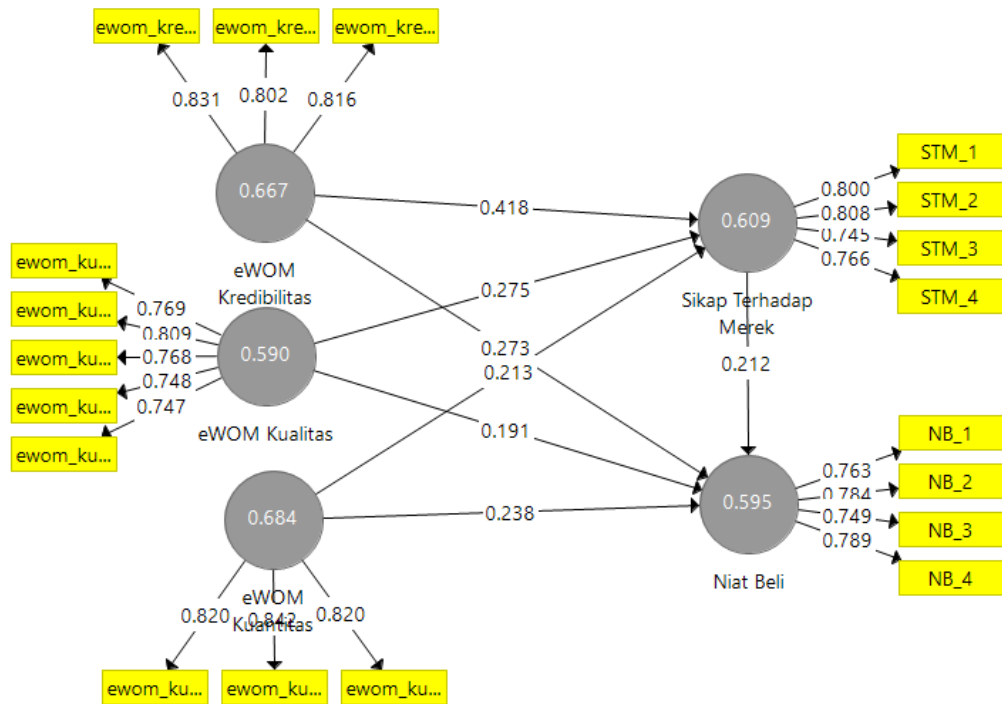 ewom_kre...
ewom_kre...
ewom_kre...
0.831
0.802
0.816
0.667
eWOM
Kredibilitas
ewom_ku...
ewom_ku...
ewom_ku...
ewom_ku...
ewom_ku...
0.769
0.809
0.768
0.748
0.747
0.590
eWOM Kualitas
0.684
eWOM
Kuantitas
0.820
0.842
0.820
ewom_ku...
ewom_ku...
ewom_ku...
0.418
0.275
0.273
0.213
0.191
0.238
0.609
Sikap Terhadap
Merek
0.800
0.808
0.745
0.766
STM_1
STM_2
STM_3
STM_4
0.212
0.595
Niat Beli
0.763
0.784
0.749
0.789
NB_1
NB_2
NB_3
NB_4